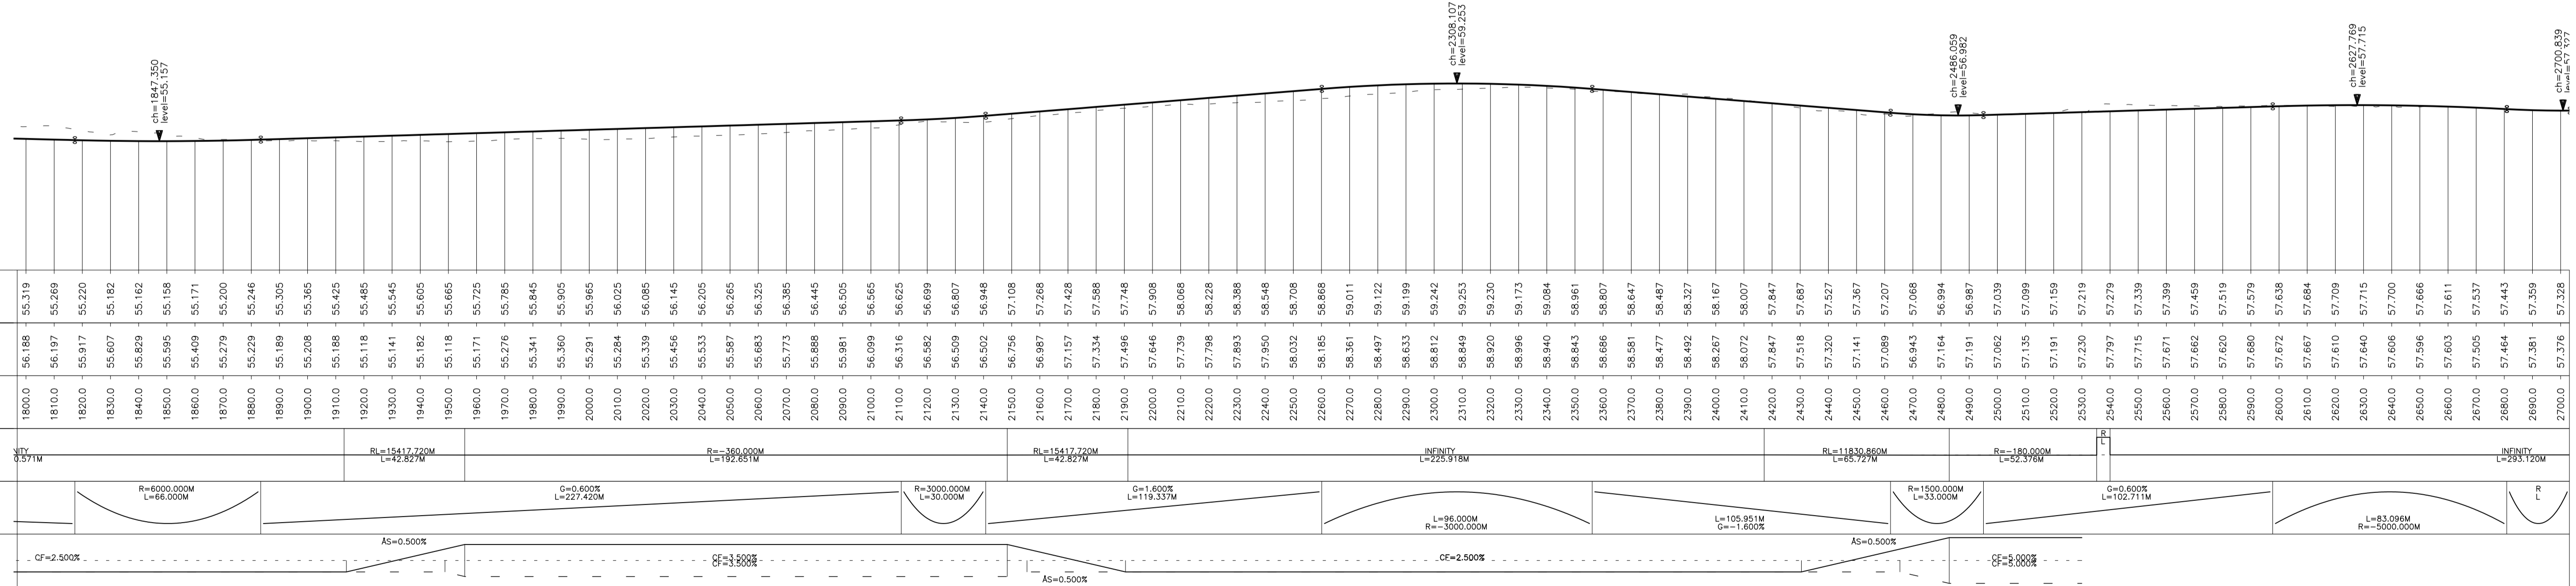 ch=1847.350
level=55.157
ch=2308.107
level=59.253
ch=2486.059
level=56.982
ch=2627.769
level=57.715
ch=2700.839
55.319 55.269 55.220 55.182 55.162 55.158 55.171 55.200 55.246 55.305 55.365 55.425 55.485 55.545 55.605 55.665 55.725 55.785 55.845 55.905 55.965 56.025 56.085 56.145 56.205 56.265 56.325 56.385 56.445 56.505 56.565 56.625 56.699 56.807 56.948 57.108 57.268 57.428 57.588 57.748 57.908 58.068 58.228 58.388 58.548 58.708 58.868 59.011 59.122 59.199 59.242 59.253 59.230 59.173 59.084 58.961 58.807 58.647 58.487 58.327 58.167 58.007 57.847 57.687 57.527 57.367 57.207 57.068 56.994 56.987 57.039 57.099 57.159 57.219 57.279 57.339 57.399 57.459 57.519 57.579 57.638 57.684 57.709 57.715 57.700 57.666 57.611 57.537 57.443 57.359 57.328
56.188 56.197 55.917 55.607 55.829 55.595 55.409 55.279 55.229 55.189 55.208 55.188 55.118 55.141 55.182 55.118 55.171 55.276 55.341 55.360 55.291 55.284 55.339 55.456 55.533 55.587 55.683 55.773 55.888 55.981 56.099 56.316 56.582 56.509 56.502 56.756 56.987 57.157 57.334 57.496 57.646 57.739 57.798 57.893 57.950 58.032 58.185 58.361 58.497 58.633 58.812 58.849 58.920 58.996 58.940 58.843 58.686 58.581 58.477 58.492 58.267 58.072 57.847 57.518 57.320 57.141 57.089 56.943 57.164 57.191 57.062 57.135 57.191 57.230 57.797 57.715 57.671 57.662 57.620 57.680 57.672 57.667 57.610 57.640 57.606 57.596 57.603 57.505 57.464 57.381 57.376
1800.0 1810.0 1820.0 1830.0 1840.0 1850.0 1860.0 1870.0 1880.0 1890.0 1900.0 1910.0 1920.0 1930.0 1940.0 1950.0 1960.0 1970.0 1980.0 1990.0 2000.0 2010.0 2020.0 2030.0 2040.0 2050.0 2060.0 2070.0 2080.0 2090.0 2100.0 2110.0 2120.0 2130.0 2140.0 2150.0 2160.0 2170.0 2180.0 2190.0 2200.0 2210.0 2220.0 2230.0 2240.0 2250.0 2260.0 2270.0 2280.0 2290.0 2300.0 2310.0 2320.0 2330.0 2340.0 2350.0 2360.0 2370.0 2380.0 2390.0 2400.0 2410.0 2420.0 2430.0 2440.0 2450.0 2460.0 2470.0 2480.0 2490.0 2500.0 2510.0 2520.0 2530.0 2540.0 2550.0 2560.0 2570.0 2580.0 2590.0 2600.0 2610.0 2620.0 2630.0 2640.0 2650.0 2660.0 2670.0 2680.0 2690.0 2700.0
NITY RL=15417.720M R=-360.000M RL=15417.720M INFINITY RL=11830.860M R=-180.000M R INFINITY
0.571M L=42.827M L=192.651M L=42.827M L=225.918M L=65.727M L=52.376M L L=293.120M
R=6000.000M G=0.600% R=3000.000M G=1.600% R=1500.000M G=0.600% R
L=66.000M L=227.420M L=30.000M L=119.337M L=33.000M L=102.711M L
L=96.000M L=105.951M L=83.096M
R=-3000.000M G=-1.600% R=-5000.000M
ÅS=0.500% ÅS=0.500%
CF=2.500% CF=3.500% CF=2.500% CF=5.000%
CF=3.500% CF=5.000%
ÅS=0.500%